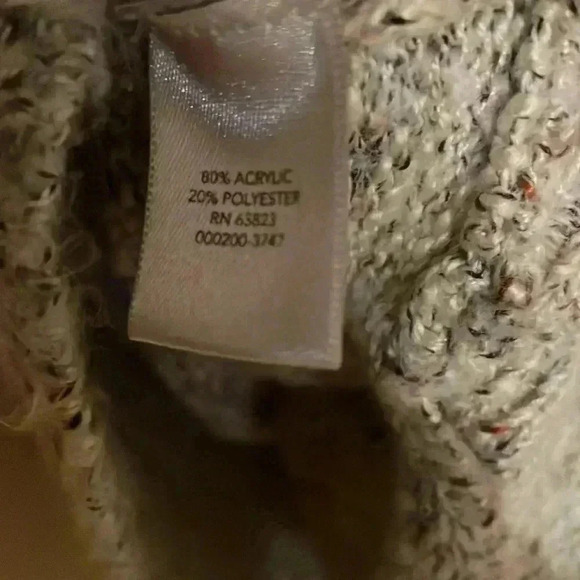 80% ACRYLIC
20% POLYESTER
RN 63823
000200-3747